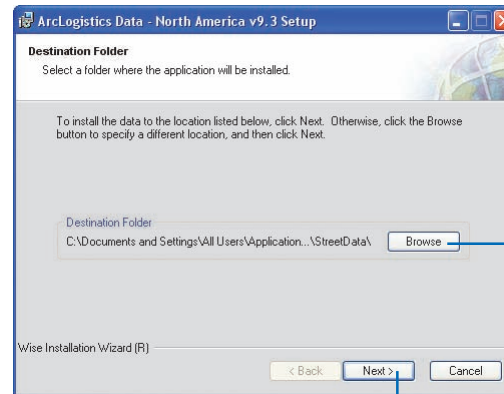 ArcLogistics Data - North America v9.3 Setup
Destination Folder
Select a folder where the application will be installed.
To install the data to the location listed below, click Next. Otherwise, click the Browse
button to specify a different location, and then click Next.
Destination Folder
C:\Documents and Settings\All Users\Application...\StreetData\ Browse
Wise Installation Wizard (R)
< Back Next > Cancel